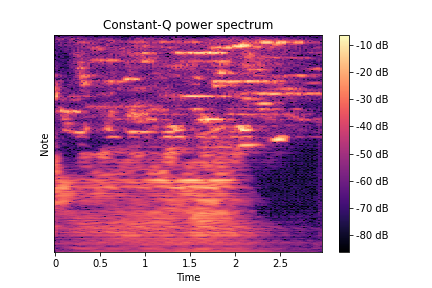 Constant-Q power spectrum
Note
-10 dB
-20 dB
-30 dB
-40 dB
-50 dB
-60 dB
-70 dB
-80 dB
0
0.5
1
1.5
2
2.5
Time